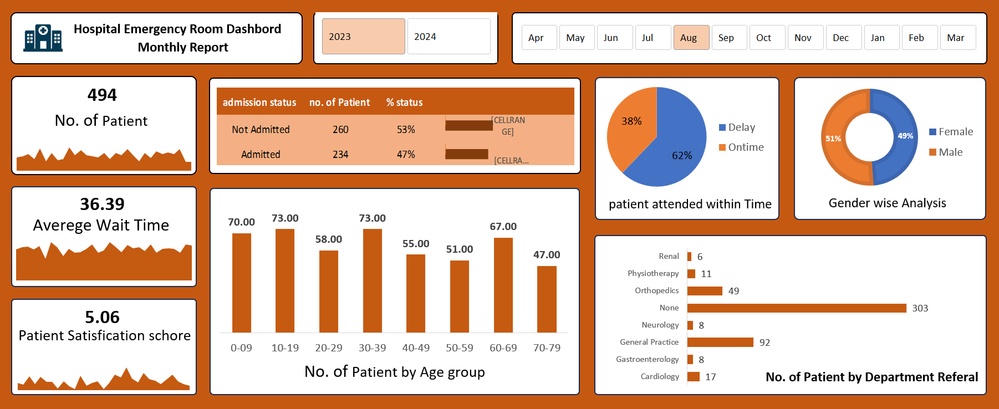 Hospital Emergency Room Dashbord
Monthly Report
2023
2024
Apr
May
Jun
Jul
Aug
Sep
Oct
Nov
Dec
Jan
Feb
Mar
494
No. of Patient
36.39
Averege Wait Time
5.06
Patient Satisfication schore
admission status no. of Patient % status
Not Admitted 260 53%
[CELLRAN
GE]
Admitted 234 47%
[CELLRA...
70.00
73.00
58.00
73.00
55.00
51.00
67.00
47.00
0-09
10-19
20-29
30-39
40-49
50-59
60-69
70-79
No. of Patient by Age group
38%
62%
Delay
Ontime
patient attended within Time
51%
49%
Female
Male
Gender wise Analysis
Renal 6
Physiotherapy 11
Orthopedics 49
None 303
Neurology 8
General Practice 92
Gastroenterology 8
Cardiology 17
No. of Patient by Department Referal